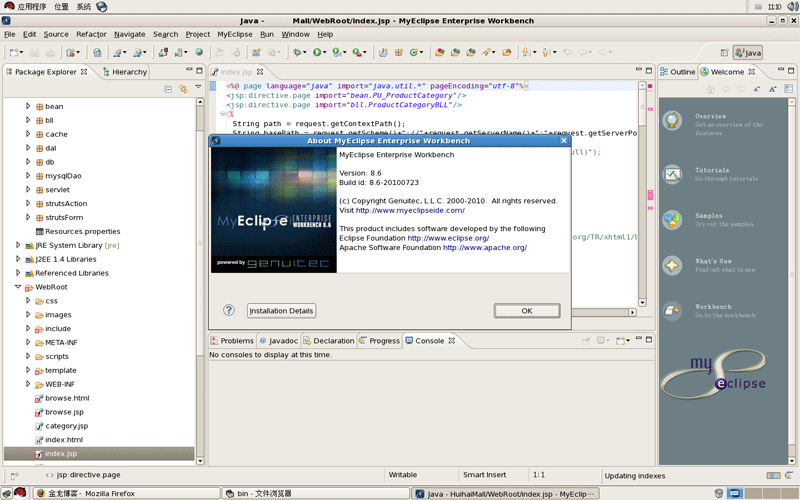 应用程序 位置 系统
11:10
Java - Mall/WebRoot/index.jsp - MyEclipse Enterprise Workbench
File Edit Source Refactor Navigate Search Project MyEclipse Run Window Help
Java
Package Explorer Hierarchy
bean
bll
cache
dal
db
mysqlDao
servlet
strutsAction
strutsForm
Resources properties
JRE System Library [jre]
J2EE 1.4 Libraries
Referenced Libraries
WebRoot
css
images
include
META-INF
scripts
template
WEB-INF
browse.html
browse.jsp
category.jsp
index.html
index.jsp
index.jsp
<%@ page language="java" import="java.util.*" pageEncoding="utf-8"%>
<jsp:directive.page import="bean.PU_ProductCategory"/>
<jsp:directive.page import="bll.ProductCategoryBLL"/>
<%
String path = request.getContextPath();
String basePath = request.getScheme()+"://"+request.getServerName()+":"+request.getServerPo
ull)");
org/TR/xhtml1/D
About MyEclipse Enterprise Workbench
MyEclipse Enterprise Workbench
Version: 8.6
Build id: 8.6-20100723
(c) Copyright Genuitec, L.L.C. 2000-2010. All rights reserved.
Visit http://www.myeclipseide.com/
This product includes software developed by the following
Eclipse Foundation http://www.eclipse.org/
Apache Software Foundation http://www.apache.org/
MyEclipse ENTERPRISE WORKBENCH 8.6
powered by genuitec
? Installation Details OK
Problems Javadoc Declaration Progress Console
No consoles to display at this time.
Outline Welcome
Overview
Get an overview of the features
Tutorials
Go through tutorials
Samples
Try out the samples
What's New
Find out what is new
Workbench
Go to the workbench
my eclipse
jsp:directive.page Writable Smart Insert 1:1 Updating indexes
金龙博客 - Mozilla Firefox
bin - 文件浏览器
Java - HuihaiMall/WebRoot/index.jsp - MyEclip